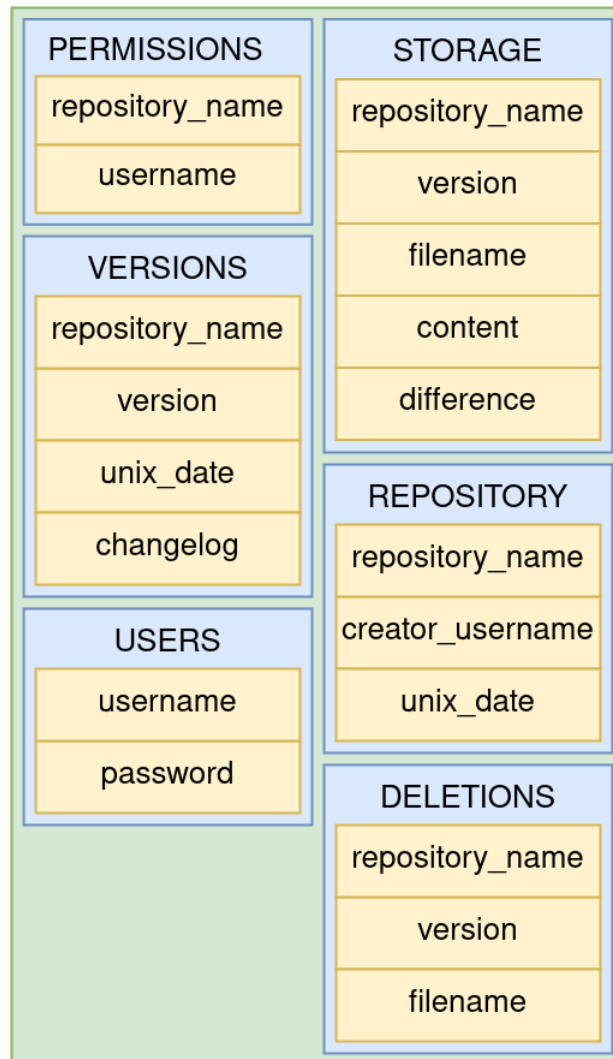 PERMISSIONS
repository_name
username
VERSIONS
repository_name
version
unix_date
changelog
USERS
username
password
STORAGE
repository_name
version
filename
content
difference
REPOSITORY
repository_name
creator_username
unix_date
DELETIONS
repository_name
version
filename